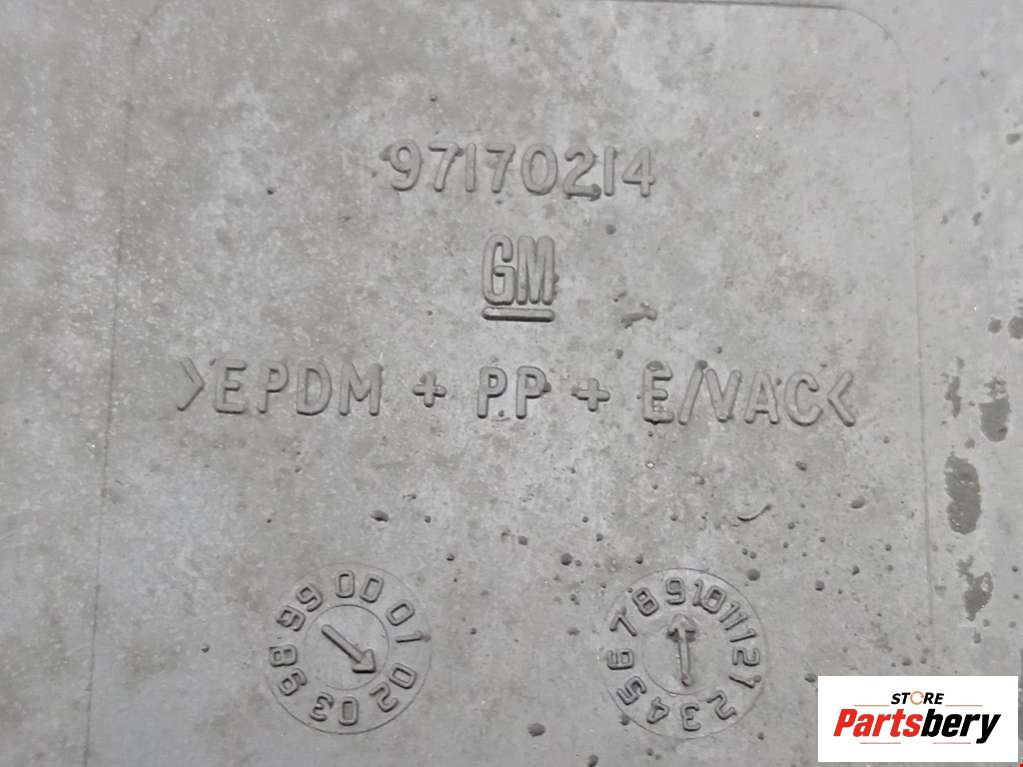 97170214
GM
>EPDM + PP + E/VAC<
98 99 00 01 02 03
1 2 3 4 5 6 7 8 9 10 11 12
STORE
Partsbery